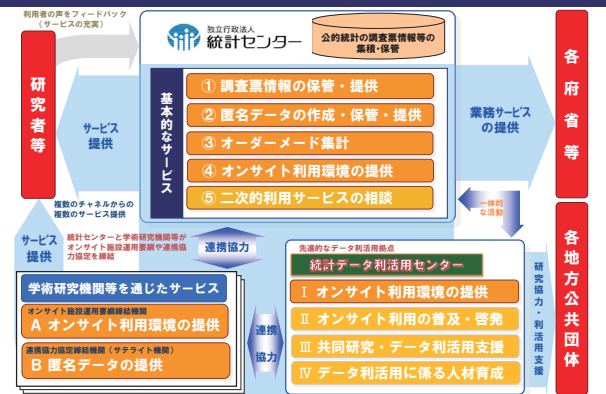 利用者の声をフィードバック
（サービスの充実）
独立行政法人
統計センター
公的統計の調査票情報等の
集積・保管
研究者等
サービス
提供
基本的なサービス
① 調査票情報の保管・提供
② 匿名データの作成・保管・提供
③ オーダーメード集計
④ オンサイト利用環境の提供
⑤ 二次的利用サービスの相談
業務サービス
の提供
各府省等
複数のチャネルからの
複数のサービス提供
一体的
な活動
サービス
提供
統計センターと学術研究機関等が
オンサイト施設運用要綱や連携協
力協定を締結
連携協力
先進的なデータ利活用拠点
統計データ利活用センター
各地方公共団体
学術研究機関等を通じたサービス
オンサイト施設運用要綱締結機関
A オンサイト利用環境の提供
連携協力協定締結機関（サテライト機関）
B 匿名データの提供
連携
協力
Ⅰ オンサイト利用環境の提供
Ⅱ オンサイト利用の普及・啓発
Ⅲ 共同研究・データ利活用支援
Ⅳ データ利活用に係る人材育成
研究協力・利活用支援